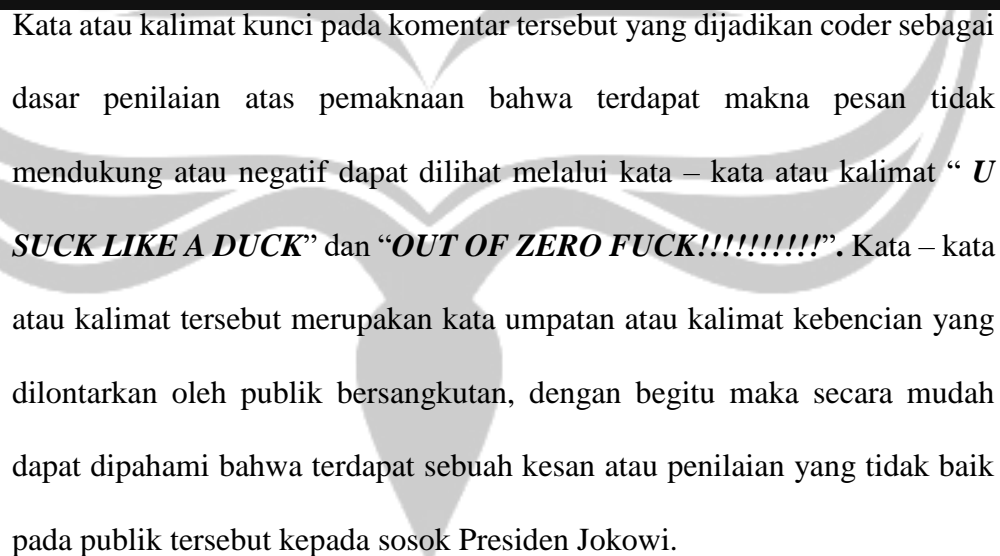 Kata atau kalimat kunci pada komentar tersebut yang dijadikan coder sebagai
dasar penilaian atas pemaknaan bahwa terdapat makna pesan tidak
mendukung atau negatif dapat dilihat melalui kata – kata atau kalimat “ U
SUCK LIKE A DUCK” dan “OUT OF ZERO FUCK!!!!!!!!!!”. Kata – kata
atau kalimat tersebut merupakan kata umpatan atau kalimat kebencian yang
dilontarkan oleh publik bersangkutan, dengan begitu maka secara mudah
dapat dipahami bahwa terdapat sebuah kesan atau penilaian yang tidak baik
pada publik tersebut kepada sosok Presiden Jokowi.